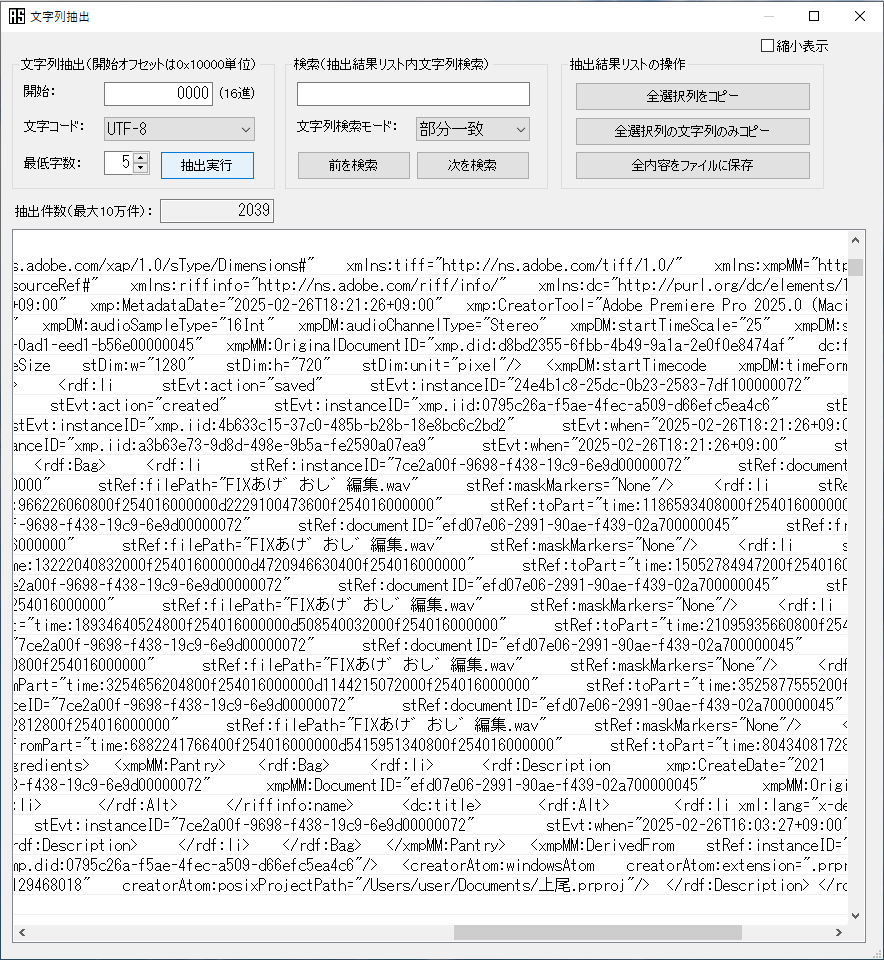 文字列抽出
縮小表示
文字列抽出(開始オフセットは0x10000単位)
開始:
0000
(16進)
文字コード:
UTF-8
最低字数:
5
抽出実行
検索(抽出結果リスト内文字列検索)
文字列検索モード:
部分一致
前を検索
次を検索
抽出結果リストの操作
全選択列をコピー
全選択列の文字列のみコピー
全内容をファイルに保存
抽出件数(最大10万件):
2039
s.adobe.com/xap/1.0/sType/Dimensions#" xmlns:tiff="http://ns.adobe.com/tiff/1.0/" xmlns:xmpMM="http
sourceRef#" xmlns:riffinfo="http://ns.adobe.com/riff/info/" xmlns:dc="http://purl.org/dc/elements/1
+09:00" xmp:MetadataDate="2025-02-26T18:21:26+09:00" xmp:CreatorTool="Adobe Premiere Pro 2025.0 (Maci
xmpDM:audioSampleType="16Int" xmpDM:audioChannelType="Stereo" xmpDM:startTimeScale="25" xmpDM:s
-0ad1-eed1-b56e00000045" xmpMM:OriginalDocumentID="xmp.did:d8bd2355-6fbb-4b49-9a1a-2e0f0e8474af" dc:f
eSize stDim:w="1280" stDim:h="720" stDim:unit="pixel"/> <xmpDM:startTimecode xmpDM:timeForm
> <rdf:li stEvt:action="saved" stEvt:instanceID="24e4b1c8-25dc-0b23-2583-7df100000072"
stEvt:action="created" stEvt:instanceID="xmp.iid:0795c26a-f5ae-4fec-a509-d66efc5ea4c6" stE
stEvt:instanceID="xmp.iid:4b633c15-37c0-485b-b28b-18e8bc6c2bd2" stEvt:when="2025-02-26T18:21:26+09:0
anceID="xmp.iid:a3b63e73-9d8d-498e-9b5a-fe2590a07ea9" stEvt:when="2025-02-26T18:21:26+09:00" st
<rdf:Bag> <rdf:li stRef:instanceID="7ce2a00f-9698-f438-19c9-6e9d00000072" stRef:document
0000" stRef:filePath="FIXあげ おじ 編集.wav" stRef:maskMarkers="None"/> <rdf:li s
:966226060800f254016000000d2229100473600f254016000000" stRef:toPart="time:1186593408000f254016000000
f-9698-f438-19c9-6e9d00000072" stRef:documentID="efd07e06-2991-90ae-f439-02a700000045" stRef:fr
6000000" stRef:filePath="FIXあげ おじ 編集.wav" stRef:maskMarkers="None"/> <rdf:li s
me:13222040832000f254016000000d4720946630400f254016000000" stRef:toPart="time:15052784947200f2540160
e2a00f-9698-f438-19c9-6e9d00000072" stRef:documentID="efd07e06-2991-90ae-f439-02a700000045" stRef
254016000000" stRef:filePath="FIXあげ おじ 編集.wav" stRef:maskMarkers="None"/> <rdf:li
t="time:18934640524800f254016000000d508540032000f254016000000" stRef:toPart="time:21095935660800f254
"7ce2a00f-9698-f438-19c9-6e9d00000072" stRef:documentID="efd07e06-2991-90ae-f439-02a700000045"
0800f254016000000" stRef:filePath="FIXあげ おじ 編集.wav" stRef:maskMarkers="None"/> <rdf
mPart="time:3254656204800f254016000000d1144215072000f254016000000" stRef:toPart="time:3525877555200f
ceID="7ce2a00f-9698-f438-19c9-6e9d00000072" stRef:documentID="efd07e06-2991-90ae-f439-02a700000045"
2812800f254016000000" stRef:filePath="FIXあげ おじ 編集.wav" stRef:maskMarkers="None"/> <
FromPart="time:6882241766400f254016000000d5415951340800f254016000000" stRef:toPart="time:80434081728
gredients> <xmpMM:Pantry> <rdf:Bag> <rdf:li> <rdf:Description xmp:CreateDate="2021
8-f438-19c9-6e9d00000072" xmpMM:DocumentID="efd07e06-2991-90ae-f439-02a700000045" xmpMM:Origi
:li> </rdf:Alt> </riffinfo:name> <dc:title> <rdf:Alt> <rdf:li xml:lang="x-de
stEvt:instanceID="7ce2a00f-9698-f438-19c9-6e9d00000072" stEvt:when="2025-02-26T16:03:27+09:00"
rdf:Description> </rdf:li> </rdf:Bag> </xmpMM:Pantry> <xmpMM:DerivedFrom stRef:instanceID="
mp.did:0795c26a-f5ae-4fec-a509-d66efc5ea4c6"/> <creatorAtom:windowsAtom creatorAtom:extension=".prpr
129468018" creatorAtom:posixProjectPath="/Users/user/Documents/上尾.prproj"/> </rdf:Description> </rd